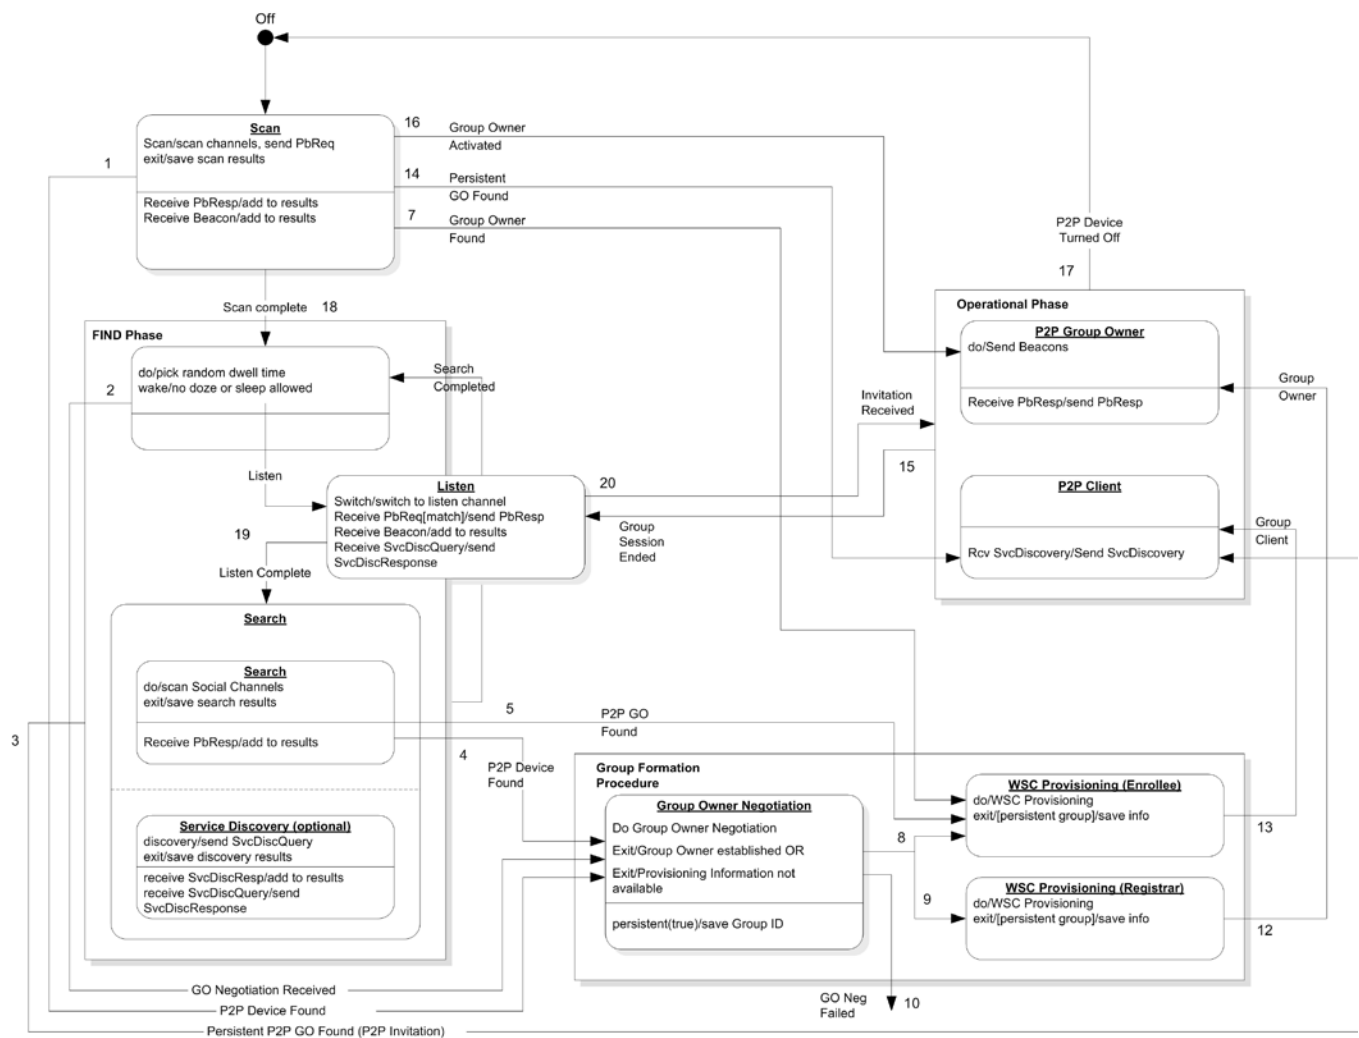 Off
Scan
Scan/scan channels, send PbReq
exit/save scan results
Receive PbResp/add to results
Receive Beacon/add to results
1
16
Group Owner
Activated
14
Persistent
GO Found
7
Group Owner
Found
P2P Device
Turned Off
17
Scan complete
18
FIND Phase
do/pick random dwell time
wake/no doze or sleep allowed
2
Search
Completed
Listen
Listen
Switch/switch to listen channel
Receive PbReq[match]/send PbResp
Receive Beacon/add to results
Receive SvcDiscQuery/send
SvcDiscResponse
19
Listen Complete
20
Invitation
Received
15
Group
Session
Ended
Operational Phase
P2P Group Owner
do/Send Beacons
Receive PbResp/send PbResp
Group
Owner
P2P Client
Rcv SvcDiscovery/Send SvcDiscovery
Group
Client
Search
Search
do/scan Social Channels
exit/save search results
Receive PbResp/add to results
3
5
P2P GO
Found
4
P2P Device
Found
Service Discovery (optional)
discovery/send SvcDiscQuery
exit/save discovery results
receive SvcDiscResp/add to results
receive SvcDiscQuery/send
SvcDiscResponse
Group Formation
Procedure
Group Owner Negotiation
Do Group Owner Negotiation
Exit/Group Owner established OR
Exit/Provisioning Information not
available
persistent(true)/save Group ID
8
9
WSC Provisioning (Enrollee)
do/WSC Provisioning
exit/[persistent group]/save info
13
WSC Provisioning (Registrar)
do/WSC Provisioning
exit/[persistent group]/save info
12
GO Neg
Failed
10
GO Negotiation Received
P2P Device Found
Persistent P2P GO Found (P2P Invitation)